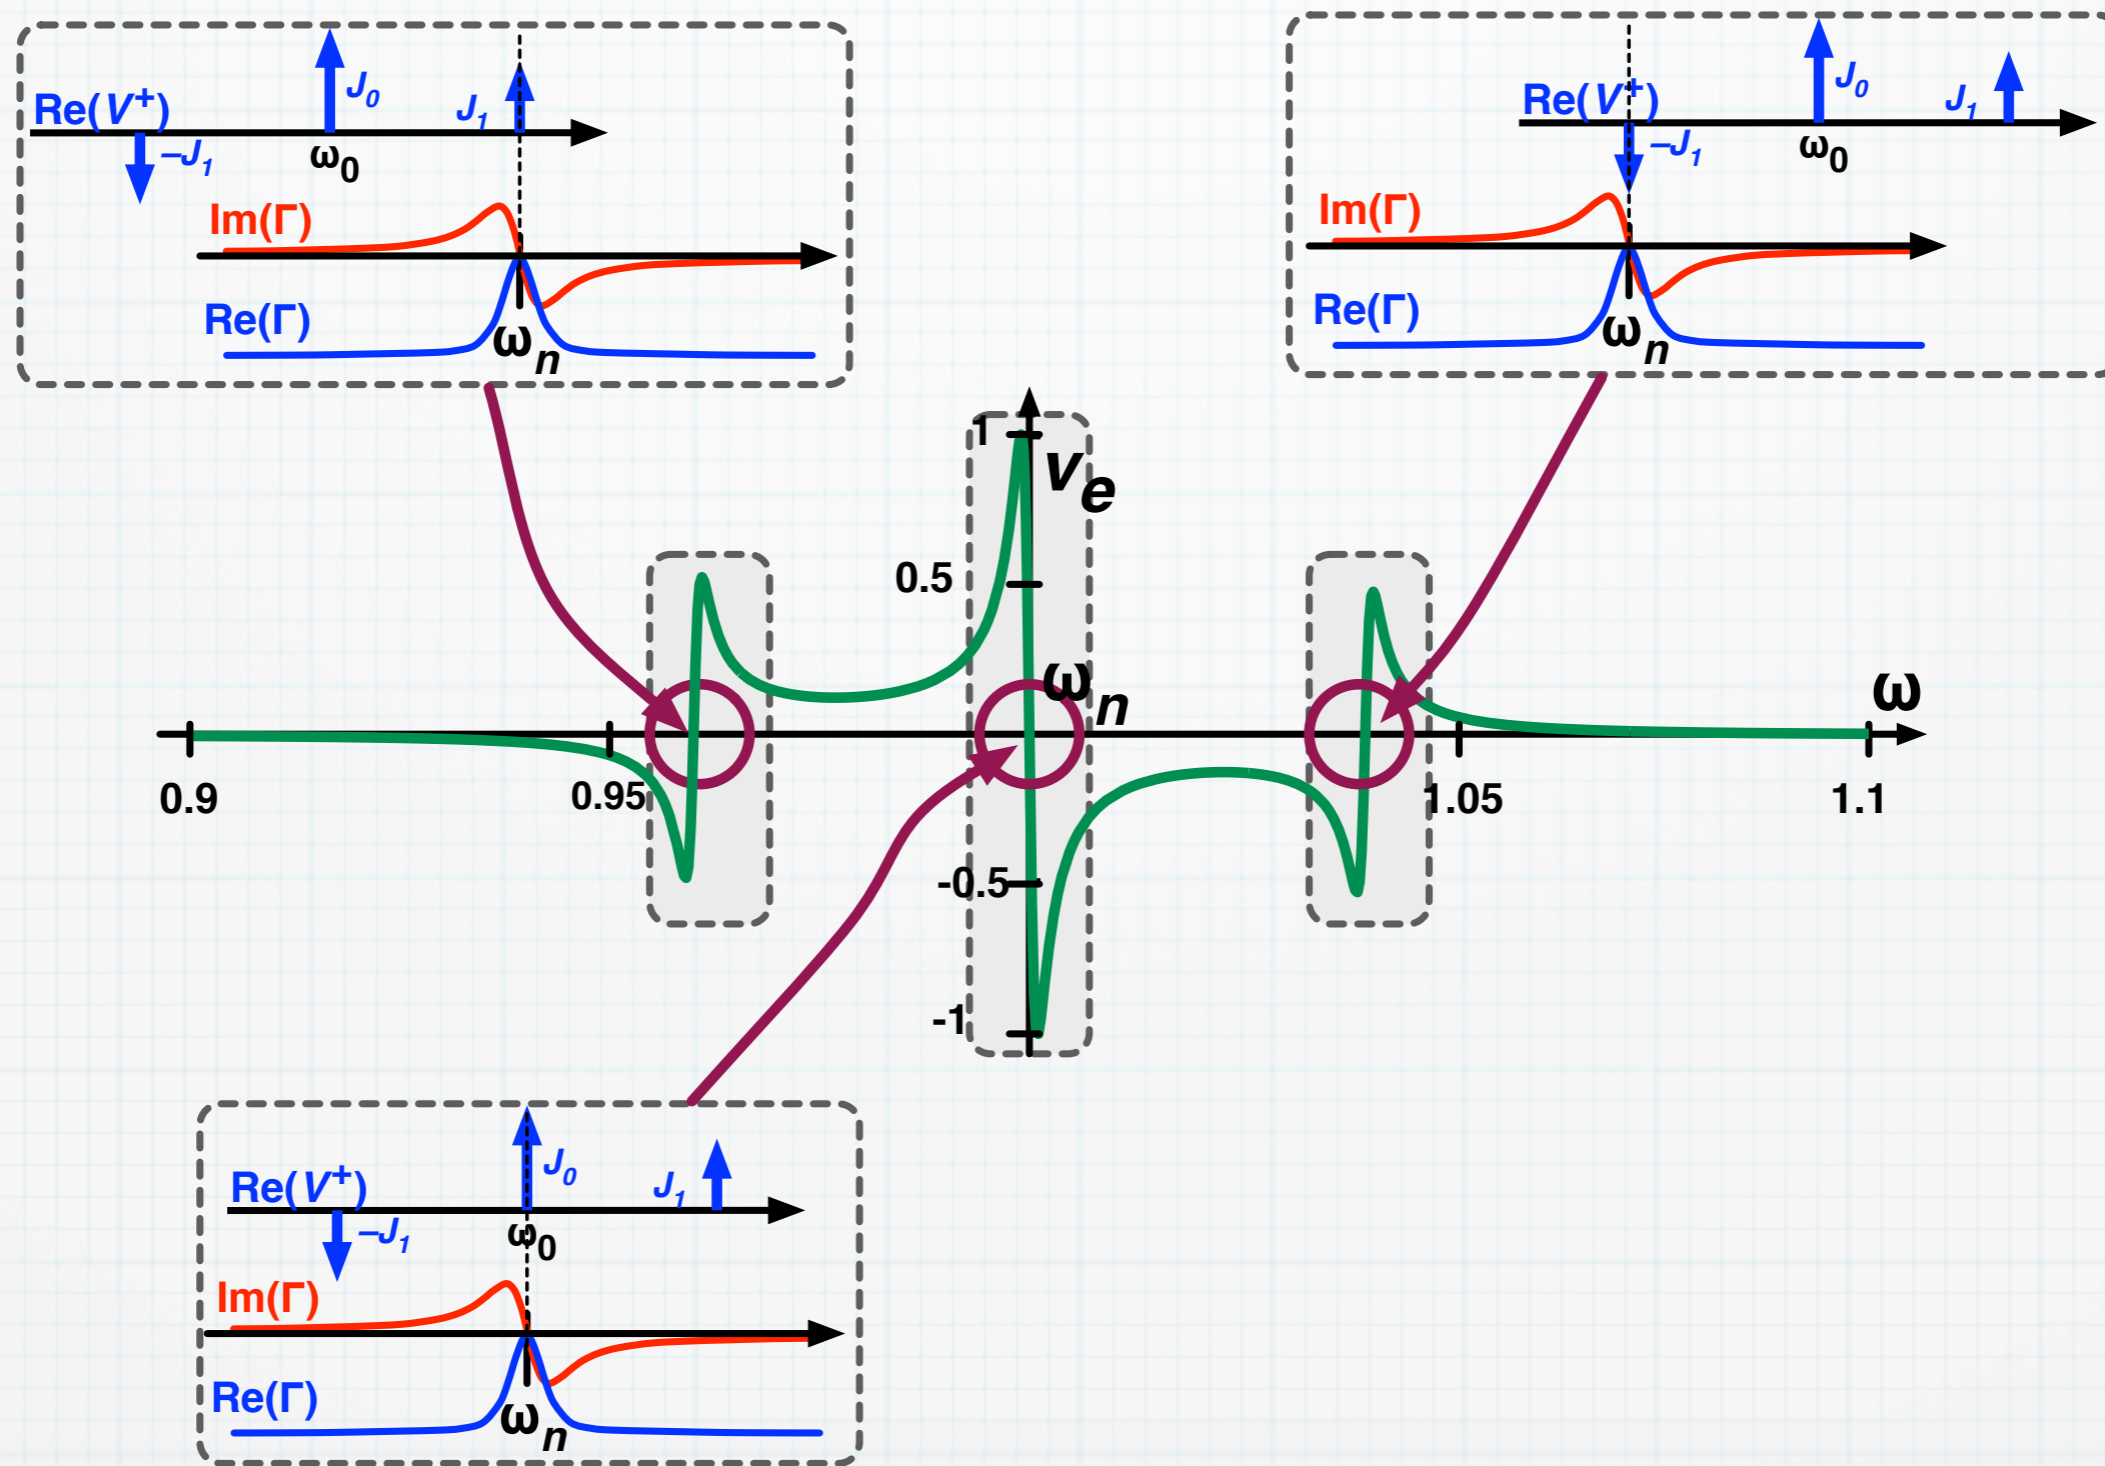 Re(V⁺)
J₀
J₁
–J₁
ω₀
Im(Γ)
Re(Γ)
ωₙ
Re(V⁺)
J₀
J₁
–J₁
ω₀
Im(Γ)
Re(Γ)
ωₙ
1
vₑ
0.5
ωₙ
ω
0.9
0.95
1.05
1.1
-0.5
-1
Re(V⁺)
J₀
J₁
–J₁
ω₀
Im(Γ)
Re(Γ)
ωₙ